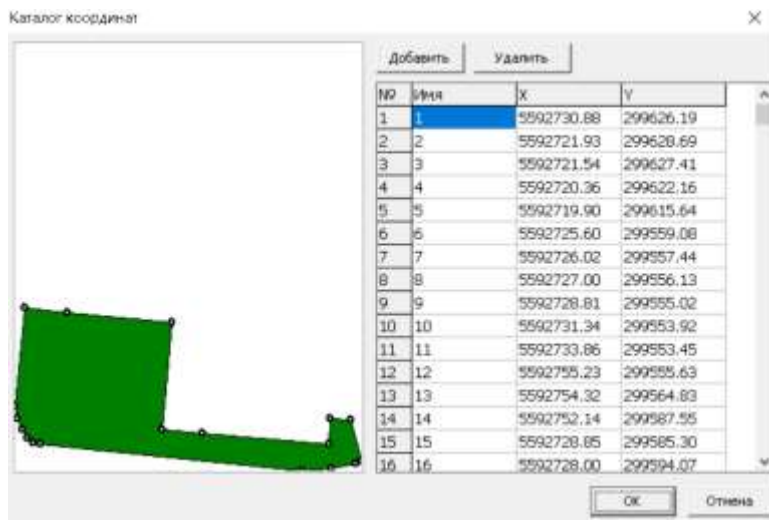 Каталог координат
Добавить Удалить
№ Имя X Y
1 1 5592730.88 299626.19
2 2 5592721.93 299628.69
3 3 5592721.54 299627.41
4 4 5592720.36 299622.16
5 5 5592719.90 299615.64
6 6 5592725.60 299559.08
7 7 5592726.02 299557.44
8 8 5592727.00 299556.13
9 9 5592728.81 299555.02
10 10 5592731.34 299553.92
11 11 5592733.86 299553.45
12 12 5592755.23 299555.63
13 13 5592754.32 299564.83
14 14 5592752.14 299587.55
15 15 5592728.85 299585.30
16 16 5592728.00 299594.07
OK Отмена